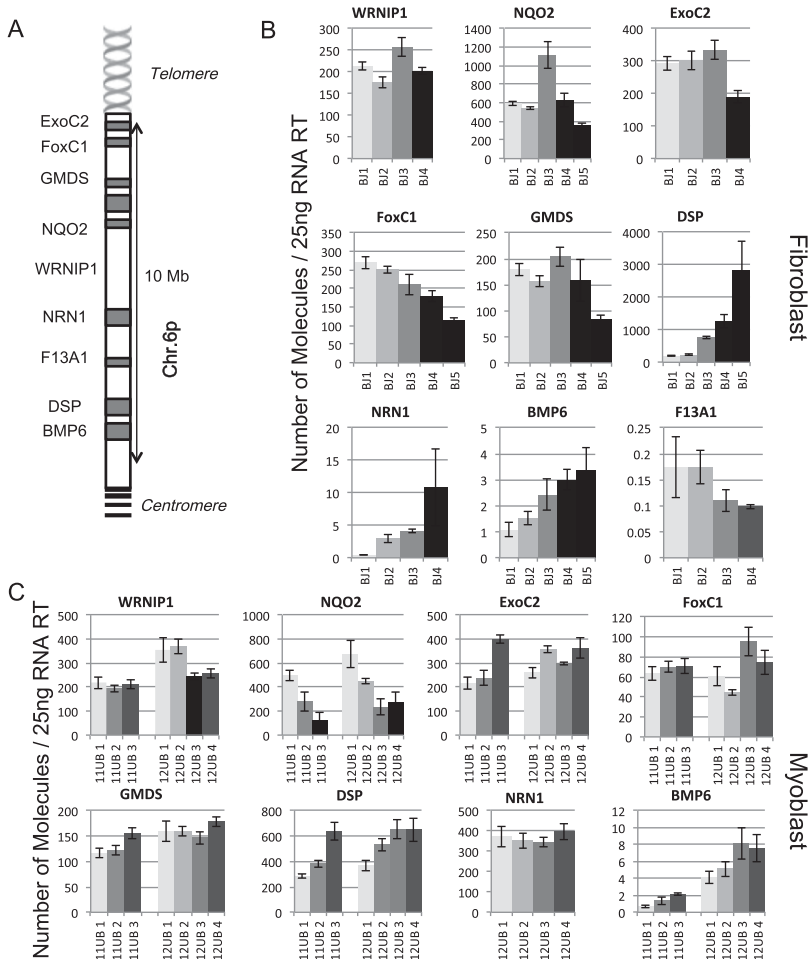 A
Telomere
ExoC2
FoxC1
GMDS
NQO2
WRNIP1
NRN1
F13A1
DSP
BMP6
10 Mb
Chr.6p
Centromere
B
Number of Molecules / 25ng RNA RT
Fibroblast
WRNIP1
300
250
200
150
100
50
0
BJ1 BJ2 BJ3 BJ4
NQO2
1400
1200
1000
800
600
400
200
0
BJ1 BJ2 BJ3 BJ4 BJ5
ExoC2
400
300
200
100
0
BJ1 BJ2 BJ3 BJ4
FoxC1
350
300
250
200
150
100
50
0
BJ1 BJ2 BJ3 BJ4 BJ5
GMDS
250
200
150
100
50
0
BJ1 BJ2 BJ3 BJ4 BJ5
DSP
4000
3000
2000
1000
0
BJ1 BJ2 BJ3 BJ4 BJ5
NRN1
20
15
10
5
0
BJ1 BJ2 BJ3 BJ4
BMP6
5
4
3
2
1
0
BJ1 BJ2 BJ3 BJ4 BJ5
F13A1
0.25
0.2
0.15
0.1
0.05
0
BJ1 BJ2 BJ3 BJ4
C
Number of Molecules / 25ng RNA RT
Myoblast
WRNIP1
500
400
300
200
100
0
11UB 1 11UB 2 11UB 3 12UB 1 12UB 2 12UB 3 12UB 4
NQO2
1000
800
600
400
200
0
11UB 1 11UB 2 11UB 3 12UB 1 12UB 2 12UB 3 12UB 4
ExoC2
500
400
300
200
100
0
11UB 1 11UB 2 11UB 3 12UB 1 12UB 2 12UB 3 12UB 4
FoxC1
120
100
80
60
40
20
0
11UB 1 11UB 2 11UB 3 12UB 1 12UB 2 12UB 3 12UB 4
GMDS
200
150
100
50
0
11UB 1 11UB 2 11UB 3 12UB 1 12UB 2 12UB 3 12UB 4
DSP
800
600
400
200
0
11UB 1 11UB 2 11UB 3 12UB 1 12UB 2 12UB 3 12UB 4
NRN1
500
400
300
200
100
0
12UB 1 12UB 2 12UB 3 12UB 4
BMP6
12
10
8
6
4
2
0
11UB 1 11UB 2 11UB 3 12UB 1 12UB 2 12UB 3 12UB 4